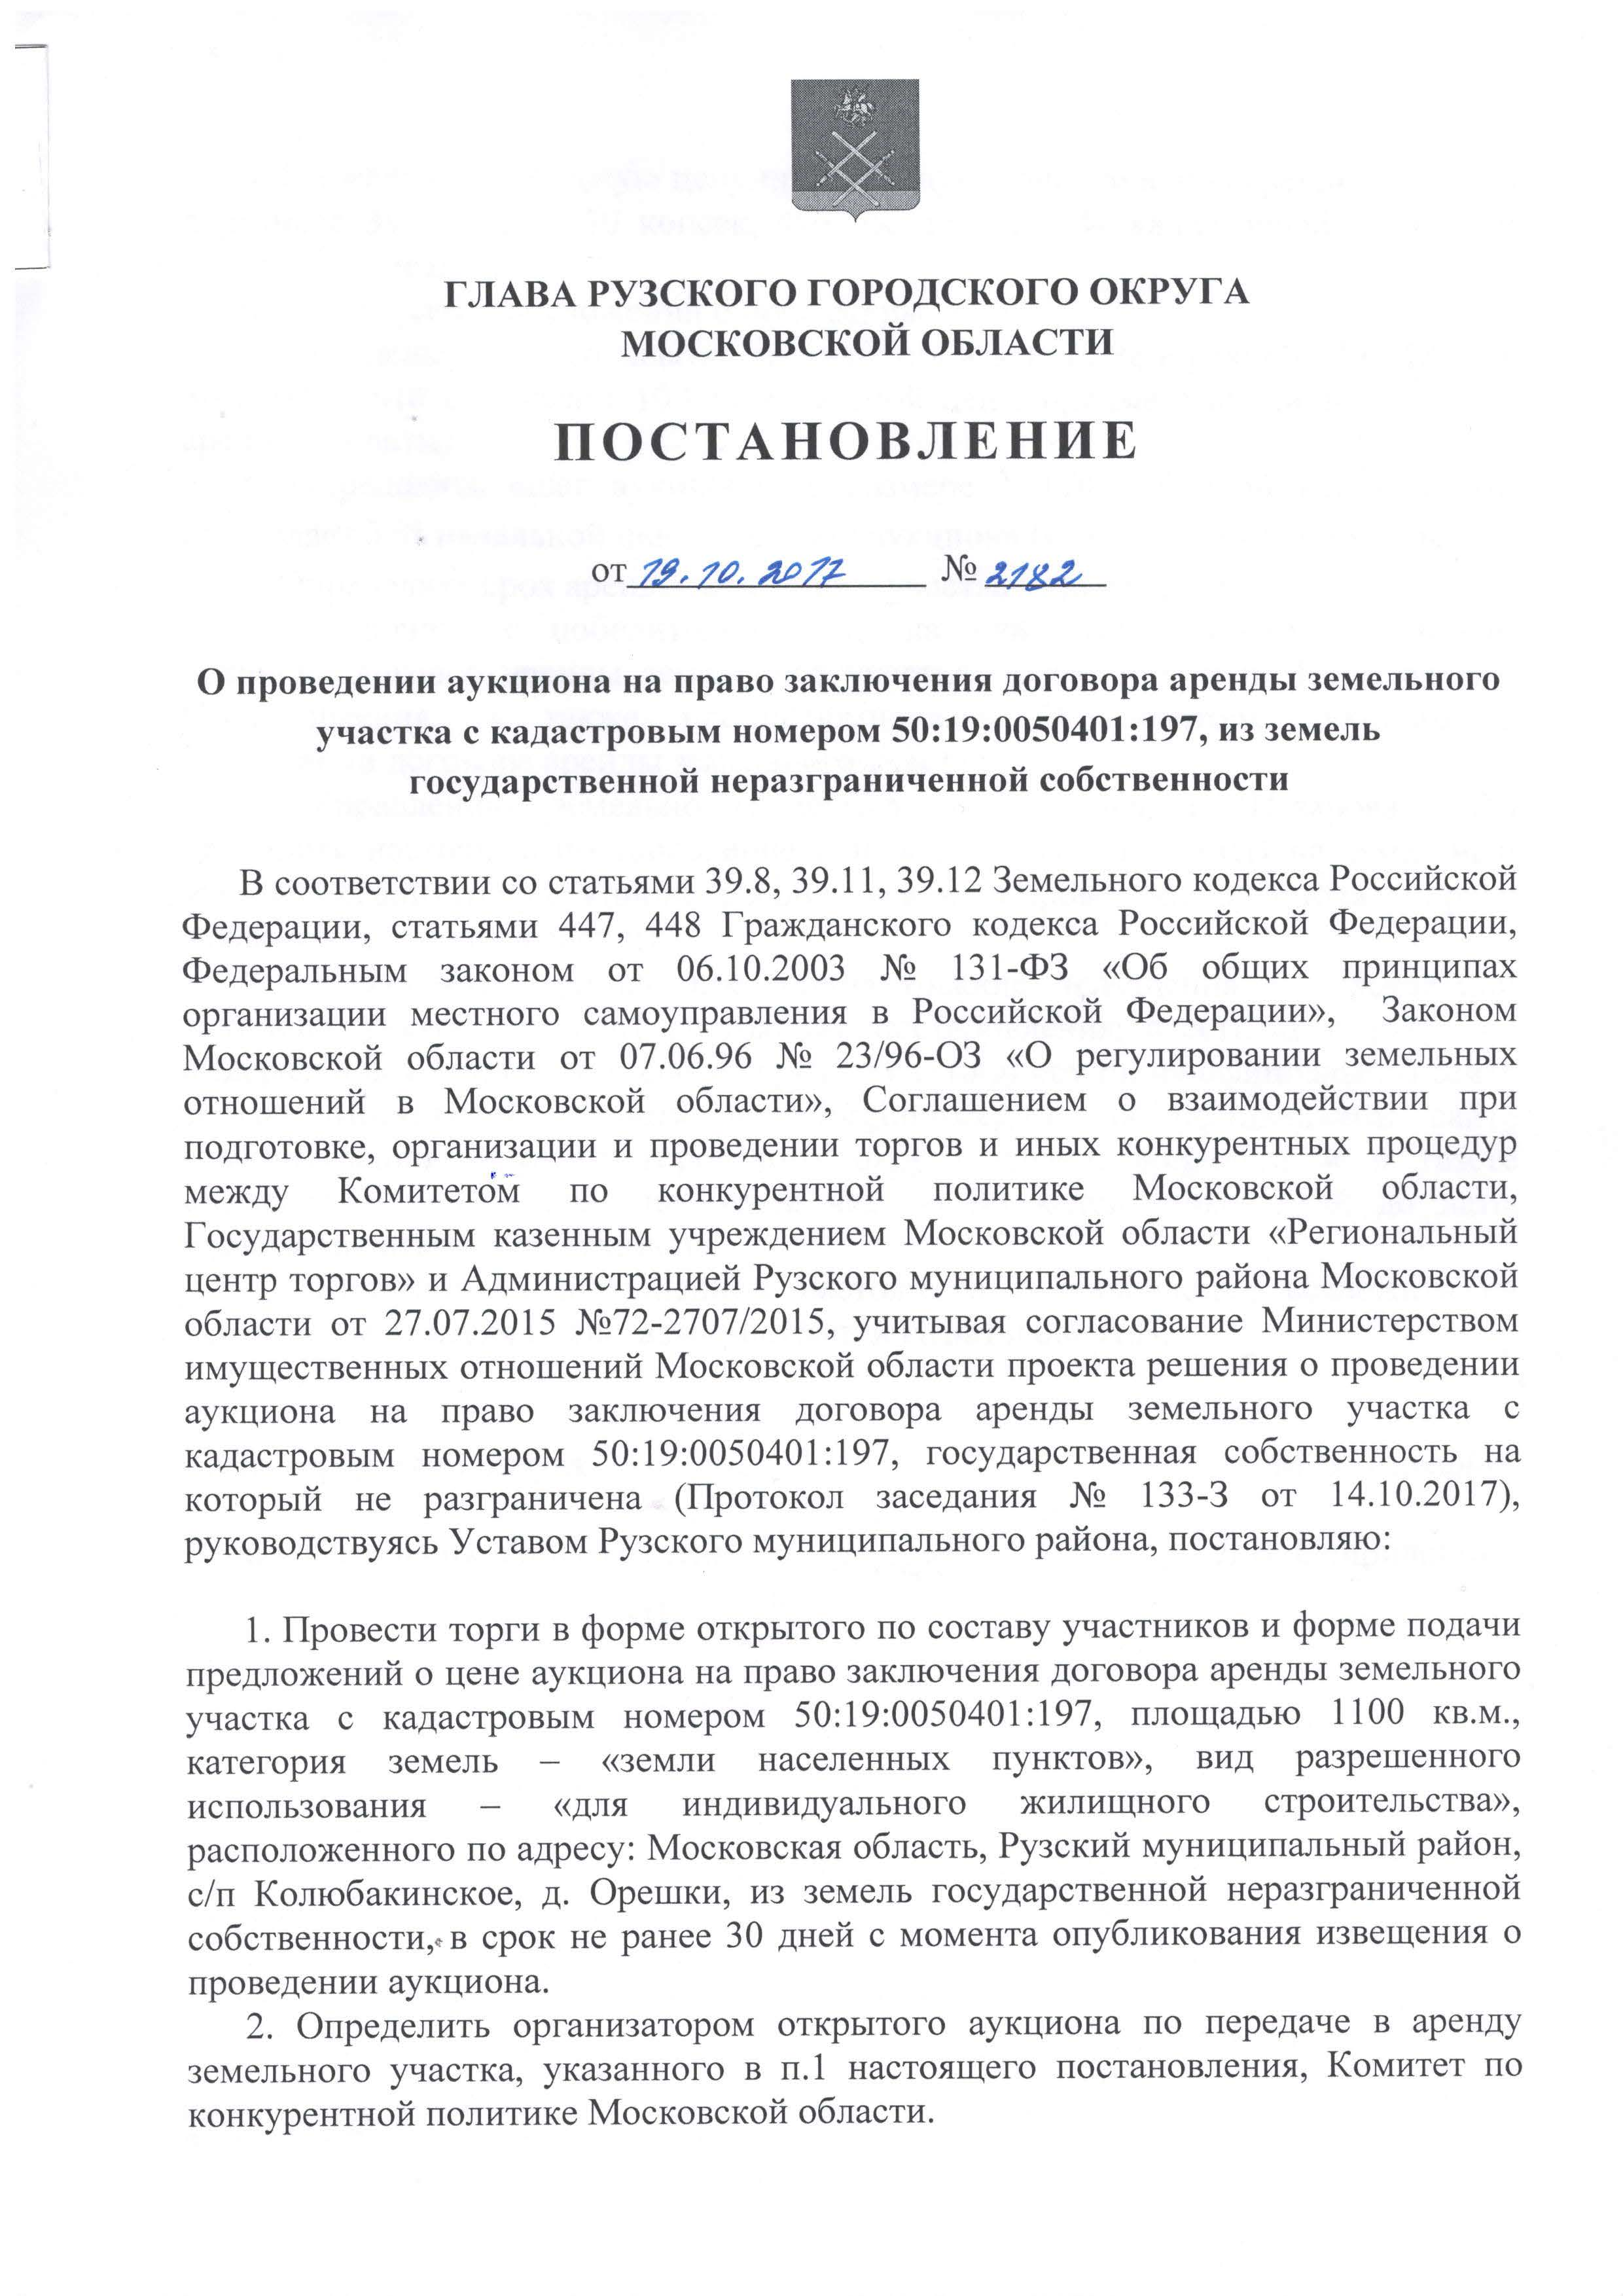 ГЛАВА РУЗСКОГО ГОРОДСКОГО ОКРУГА
МОСКОВСКОЙ ОБЛАСТИ
ПОСТАНОВЛЕНИЕ
от 19.10.2017 № 2182
О проведении аукциона на право заключения договора аренды земельного
участка с кадастровым номером 50:19:0050401:197, из земель
государственной неразграниченной собственности
В соответствии со статьями 39.8, 39.11, 39.12 Земельного кодекса Российской
Федерации, статьями 447, 448 Гражданского кодекса Российской Федерации,
Федеральным законом от 06.10.2003 № 131-ФЗ «Об общих принципах
организации местного самоуправления в Российской Федерации», Законом
Московской области от 07.06.96 № 23/96-ОЗ «О регулировании земельных
отношений в Московской области», Соглашением о взаимодействии при
подготовке, организации и проведении торгов и иных конкурентных процедур
между Комитетом по конкурентной политике Московской области,
Государственным казенным учреждением Московской области «Региональный
центр торгов» и Администрацией Рузского муниципального района Московской
области от 27.07.2015 №72-2707/2015, учитывая согласование Министерством
имущественных отношений Московской области проекта решения о проведении
аукциона на право заключения договора аренды земельного участка с
кадастровым номером 50:19:0050401:197, государственная собственность на
который не разграничена (Протокол заседания № 133-З от 14.10.2017),
руководствуясь Уставом Рузского муниципального района, постановляю:
1. Провести торги в форме открытого по составу участников и форме подачи
предложений о цене аукциона на право заключения договора аренды земельного
участка с кадастровым номером 50:19:0050401:197, площадью 1100 кв.м.,
категория земель – «земли населенных пунктов», вид разрешенного
использования – «для индивидуального жилищного строительства»,
расположенного по адресу: Московская область, Рузский муниципальный район,
с/п Колюбакинское, д. Орешки, из земель государственной неразграниченной
собственности, в срок не ранее 30 дней с момента опубликования извещения о
проведении аукциона.
2. Определить организатором открытого аукциона по передаче в аренду
земельного участка, указанного в п.1 настоящего постановления, Комитет по
конкурентной политике Московской области.